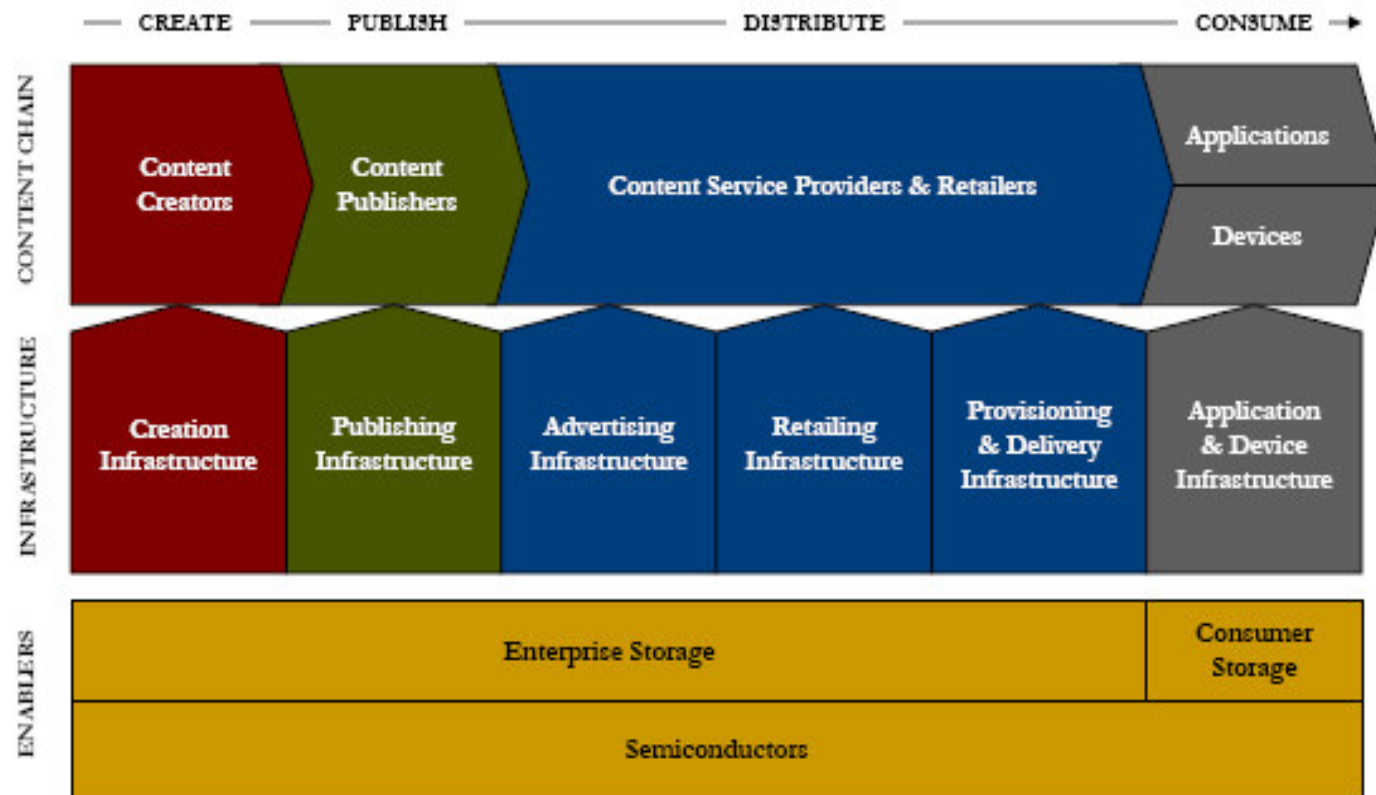 CREATE PUBLISH DISTRIBUTE CONSUME
CONTENT CHAIN
Content
Creators
Content
Publishers
Content Service Providers & Retailers
Applications
Devices
INFRASTRUCTURE
Creation
Infrastructure
Publishing
Infrastructure
Advertising
Infrastructure
Retailing
Infrastructure
Provisioning
& Delivery
Infrastructure
Application
& Device
Infrastructure
ENABLERS
Enterprise Storage
Consumer
Storage
Semiconductors